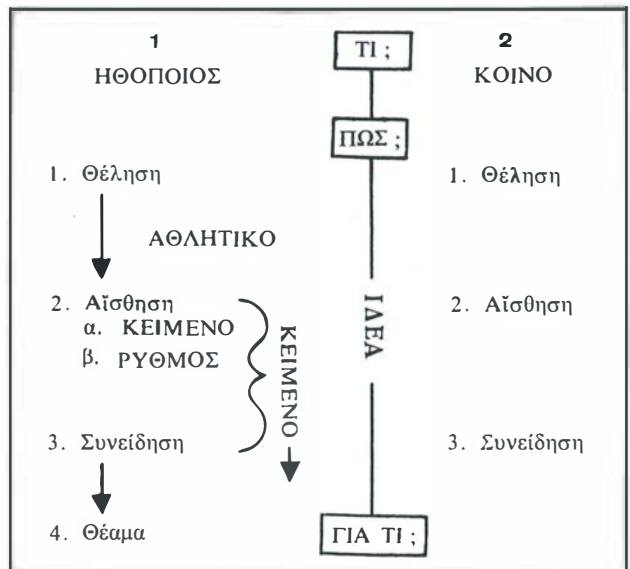 1
ΗΘΟΠΟΙΟΣ
1. Θέληση
ΑΘΛΗΤΙΚΟ
2. Αἴσθηση
α. ΚΕΙΜΕΝΟ
β. ΡΥΘΜΟΣ
ΚΕΙΜΕΝΟ
3. Συνείδηση
4. Θέαμα
ΤΙ ;
ΠΩΣ ;
ΙΔΕΑ
ΓΙΑ ΤΙ ;
2
ΚΟΙΝΟ
1. Θέληση
2. Αἴσθηση
3. Συνείδηση